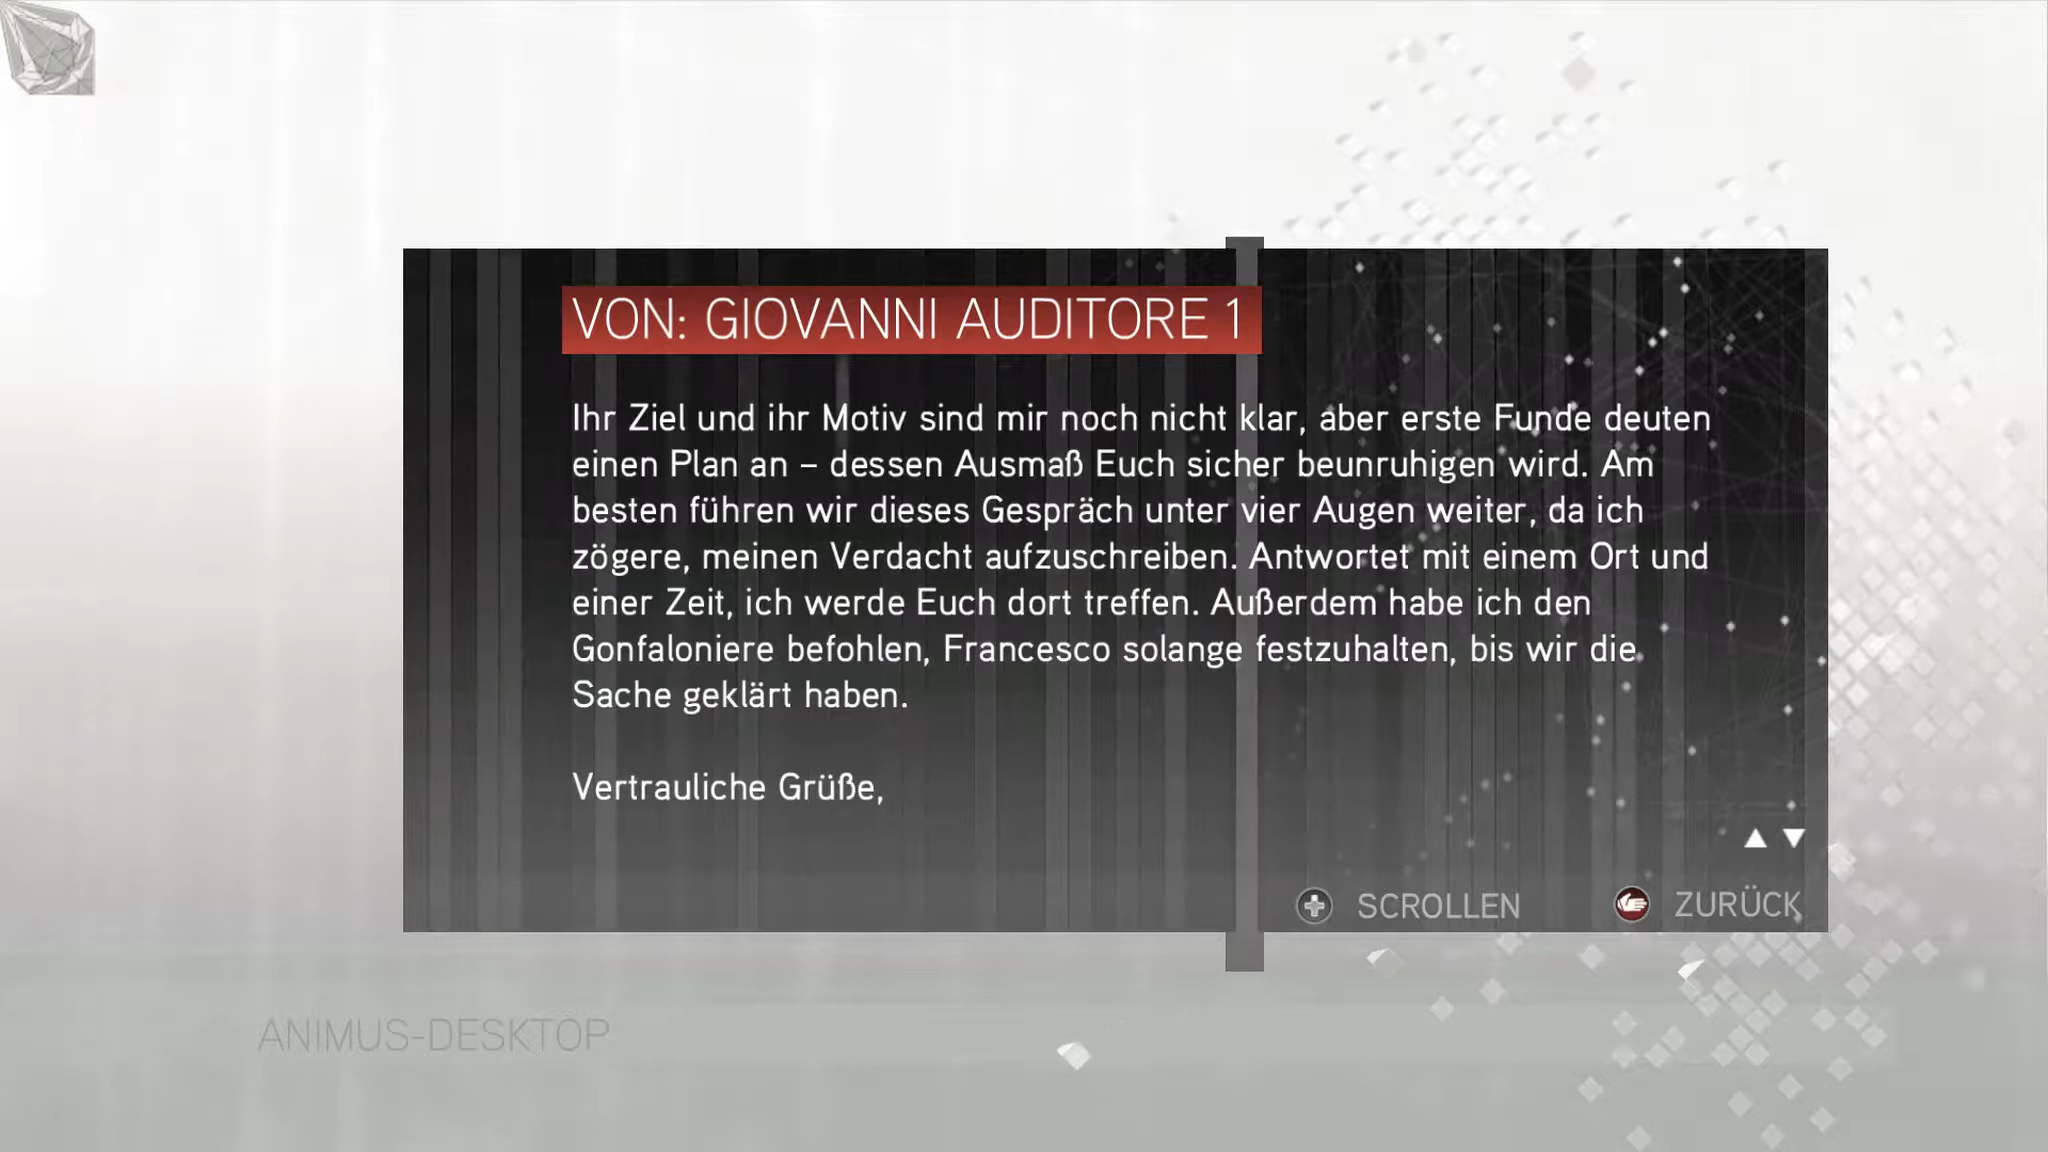 VON: GIOVANNI AUDITORE 1
Ihr Ziel und ihr Motiv sind mir noch nicht klar, aber erste Funde deuten
einen Plan an – dessen Ausmaß Euch sicher beunruhigen wird. Am
besten führen wir dieses Gespräch unter vier Augen weiter, da ich
zögere, meinen Verdacht aufzuschreiben. Antwortet mit einem Ort und
einer Zeit, ich werde Euch dort treffen. Außerdem habe ich den
Gonfaloniere befohlen, Francesco solange festzuhalten, bis wir die
Sache geklärt haben.
Vertrauliche Grüße,
SCROLLEN
ZURÜCK
ANIMUS-DESKTOP